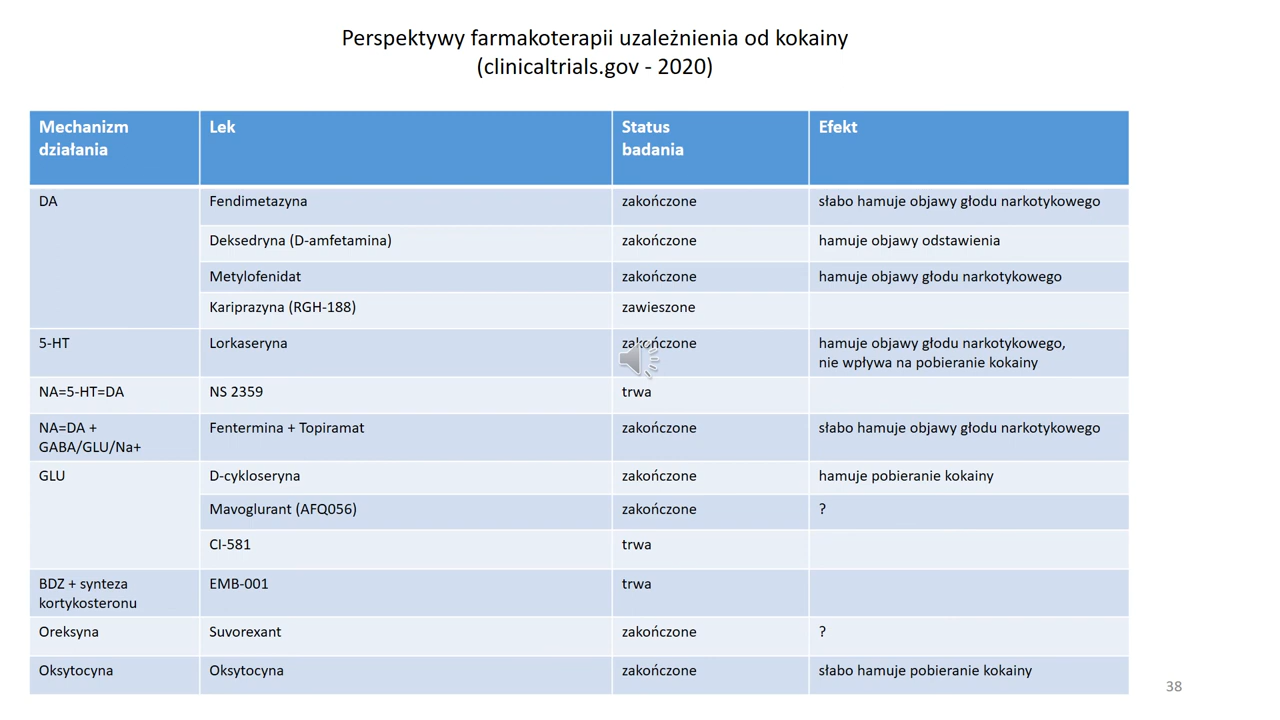 Perspektywy farmakoterapii uzależnienia od kokainy
(clinicaltrials.gov - 2020)
Mechanizm działania Lek Status badania Efekt
DA Fendimetazyna zakończone słabo hamuje objawy głodu narkotykowego
Deksedryna (D-amfetamina) zakończone hamuje objawy odstawienia
Metylofenidat zakończone hamuje objawy głodu narkotykowego
Kariprazyna (RGH-188) zawieszone
5-HT Lorkaseryna zakończone hamuje objawy głodu narkotykowego,
nie wpływa na pobieranie kokainy
NA=5-HT=DA NS 2359 trwa
NA=DA + Fentermina + Topiramat zakończone słabo hamuje objawy głodu narkotykowego
GABA/GLU/Na+
GLU D-cykloseryna zakończone hamuje pobieranie kokainy
Mavoglurant (AFQ056) zakończone ?
CI-581 trwa
BDZ + synteza EMB-001 trwa
kortykosteronu
Oreksyna Suvorexant zakończone ?
Oksytocyna Oksytocyna zakończone słabo hamuje pobieranie kokainy
38